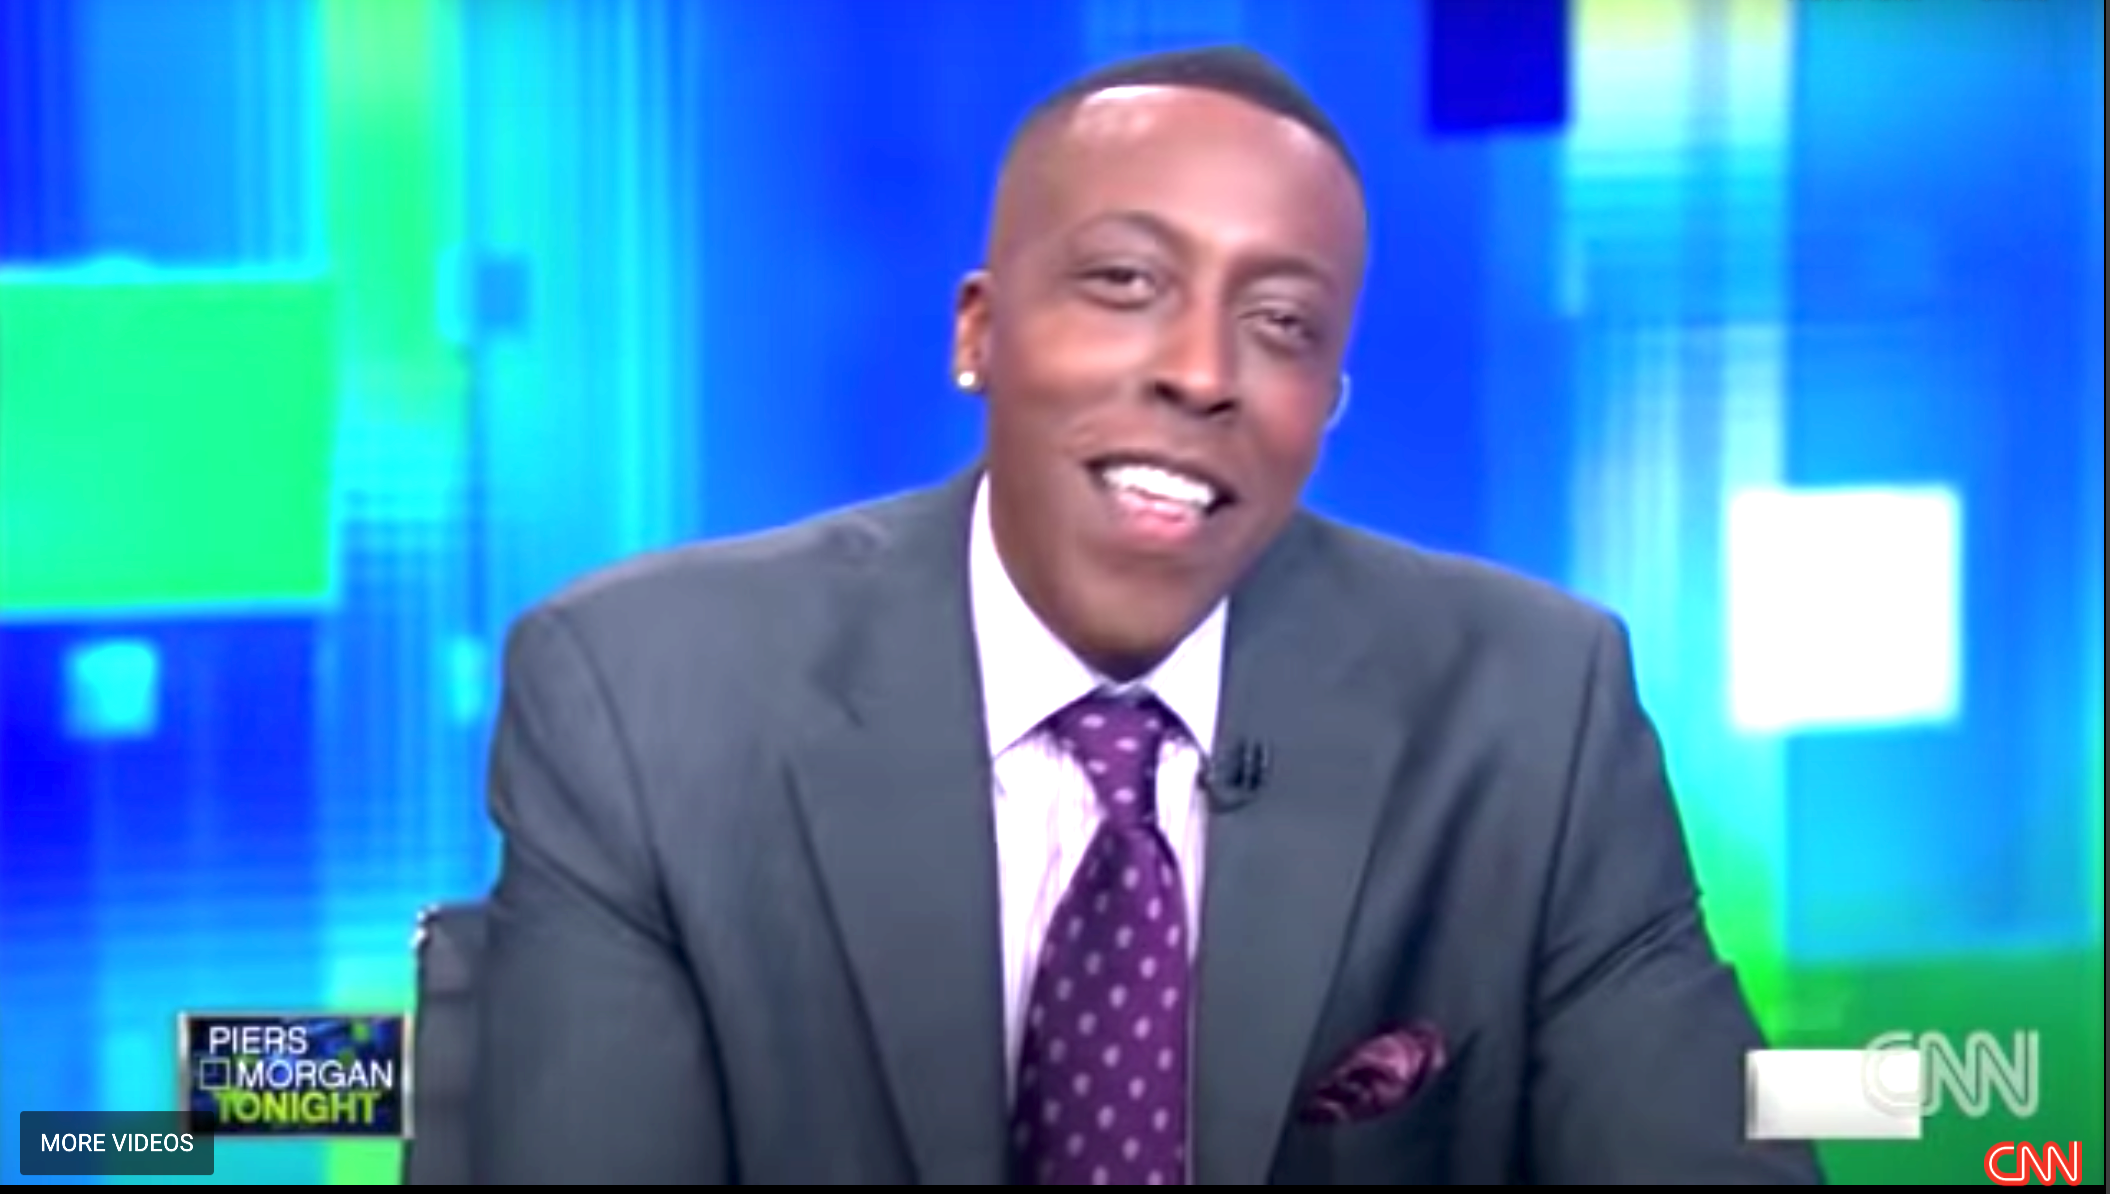 PIERS
MORGAN
TONIGHT
MORE VIDEOS
CNN
CNN